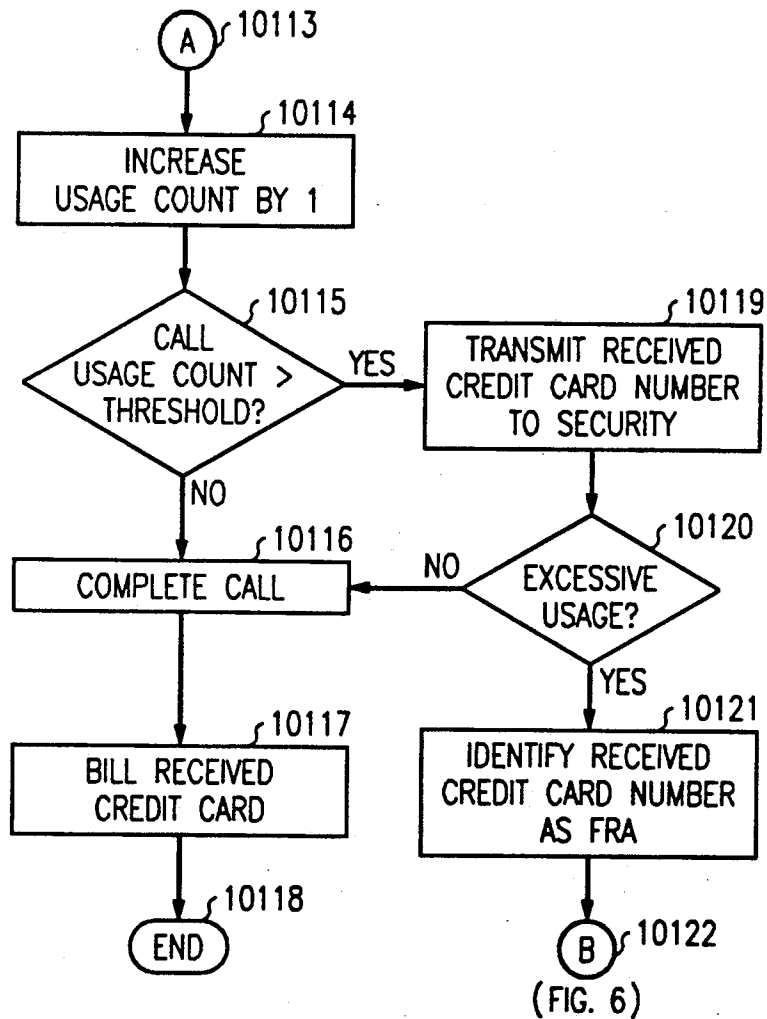 A
10113
10114
INCREASE
USAGE COUNT BY 1
10115
CALL
USAGE COUNT >
THRESHOLD?
YES
NO
10119
TRANSMIT RECEIVED
CREDIT CARD NUMBER
TO SECURITY
10116
COMPLETE CALL
10120
EXCESSIVE
USAGE?
NO
YES
10117
BILL RECEIVED
CREDIT CARD
10121
IDENTIFY RECEIVED
CREDIT CARD NUMBER
AS FRA
10118
END
B
10122
(FIG. 6)